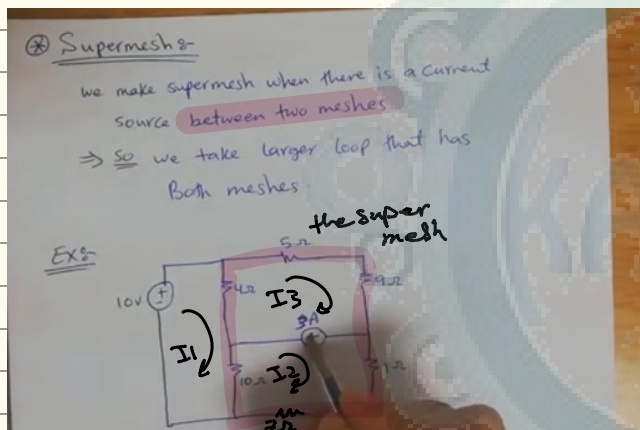 ⊛ Supermesh:-
we make supermesh when there is a current
source between two meshes
⇒ So we take larger loop that has
Both meshes.
the super
mesh
Ex:-
5Ω
10V
4Ω
I3
9Ω
3A
I1
10Ω
I2
1Ω
7Ω